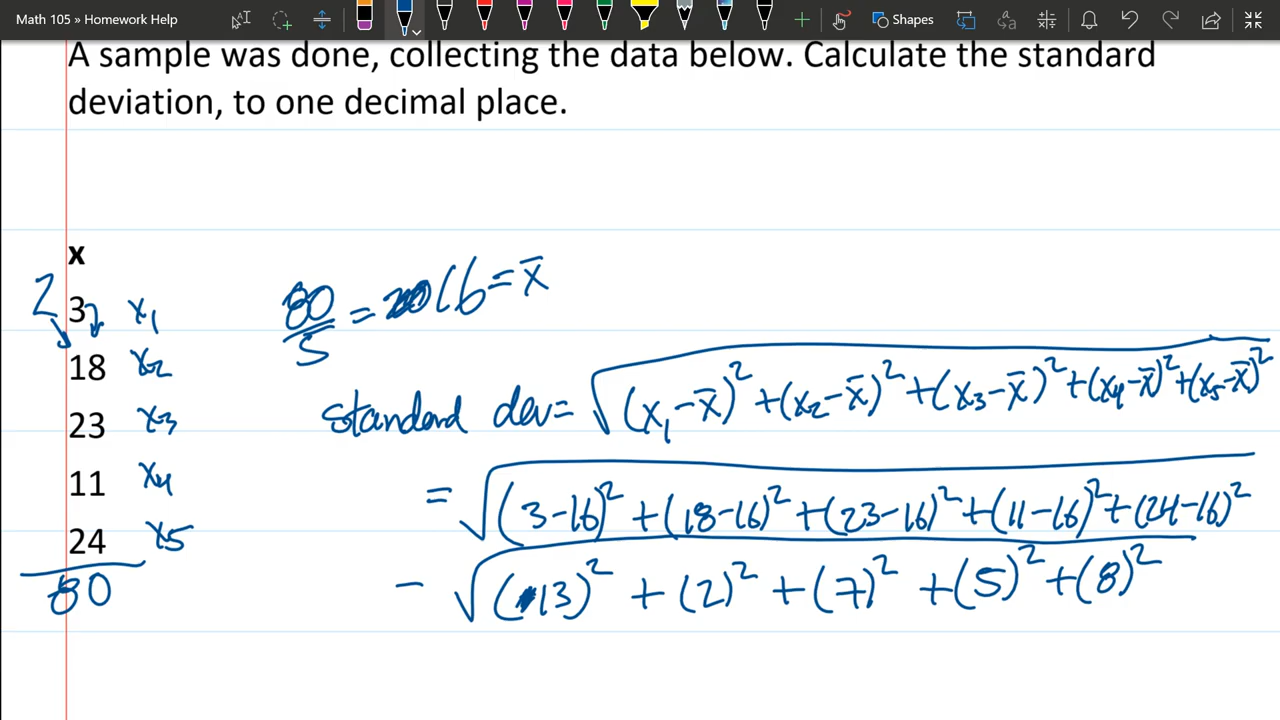 Math 105 » Homework Help
Shapes
A sample was done, collecting the data below. Calculate the standard
deviation, to one decimal place.
x
2
3 x₁
18 x₂
23 x₃
11 x₄
24 x₅
80
80/5 = 16 = x̄
standard dev = √((x₁-x̄)² + (x₂-x̄)² + (x₃-x̄)² + (x₄-x̄)² + (x₅-x̄)²)
= √((3-16)² + (18-16)² + (23-16)² + (11-16)² + (24-16)²)
- √((13)² + (2)² + (7)² + (5)² + (8)²)